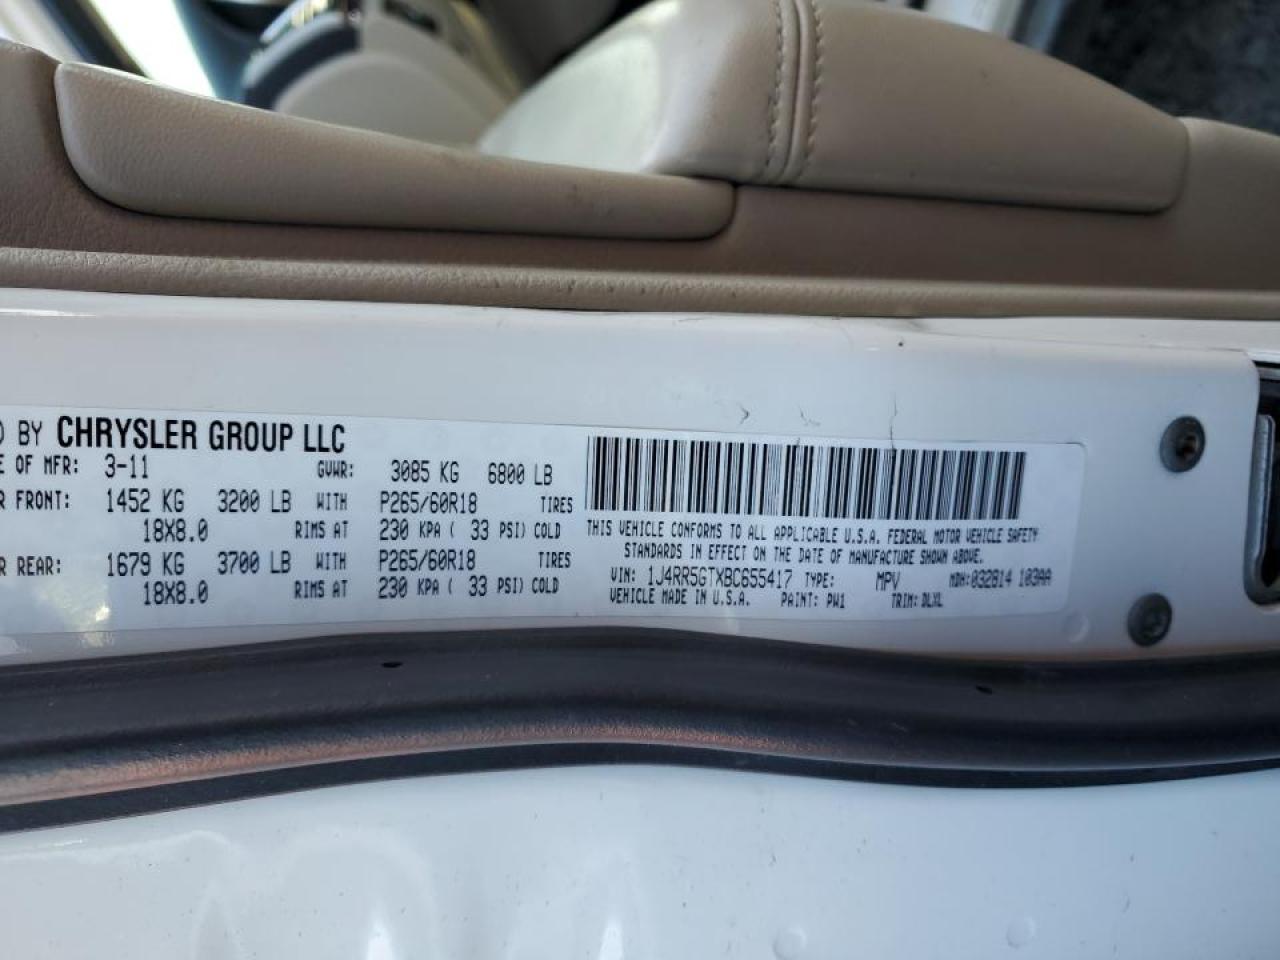 D BY CHRYSLER GROUP LLC
E OF MFR: 3-11 GVWR: 3085 KG 6800 LB
R FRONT: 1452 KG 3200 LB WITH P265/60R18 TIRES
18X8.0 RIMS AT 230 KPA ( 33 PSI) COLD
R REAR: 1679 KG 3700 LB WITH P265/60R18 TIRES
18X8.0 RIMS AT 230 KPA ( 33 PSI) COLD
THIS VEHICLE CONFORMS TO ALL APPLICABLE U.S.A. FEDERAL MOTOR VEHICLE SAFETY
STANDARDS IN EFFECT ON THE DATE OF MANUFACTURE SHOWN ABOVE.
VIN: 1J4RR5GTXBC655417 TYPE: MPV MDH:032814 103AA
VEHICLE MADE IN U.S.A. PAINT: PW1 TRIM: DLXL